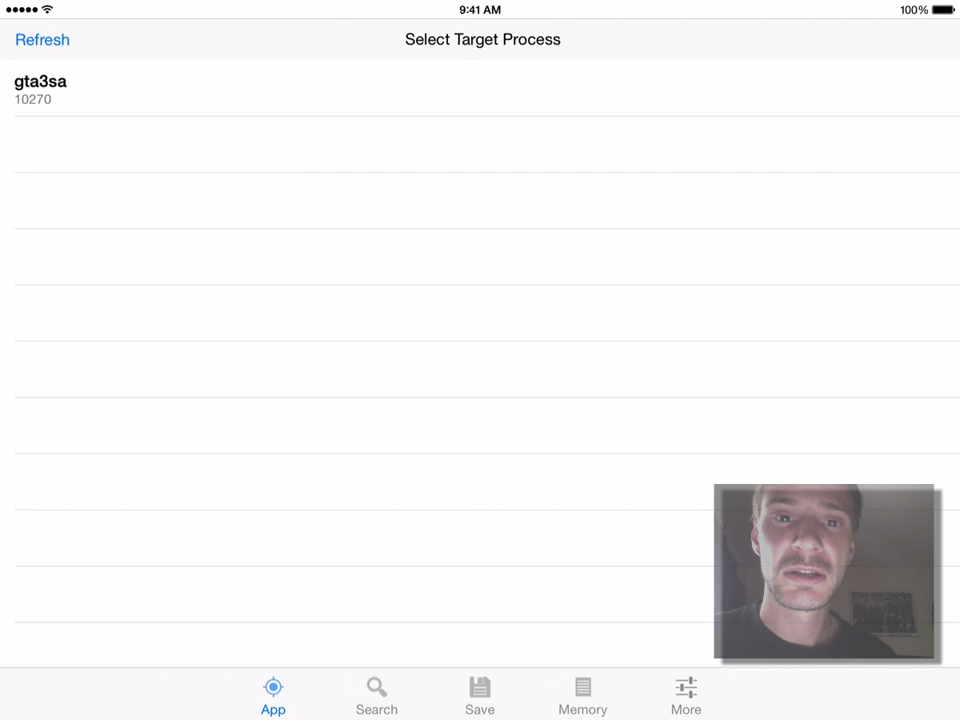 9:41 AM
100%
Refresh
Select Target Process
gta3sa
10270
App
Search
Save
Memory
More